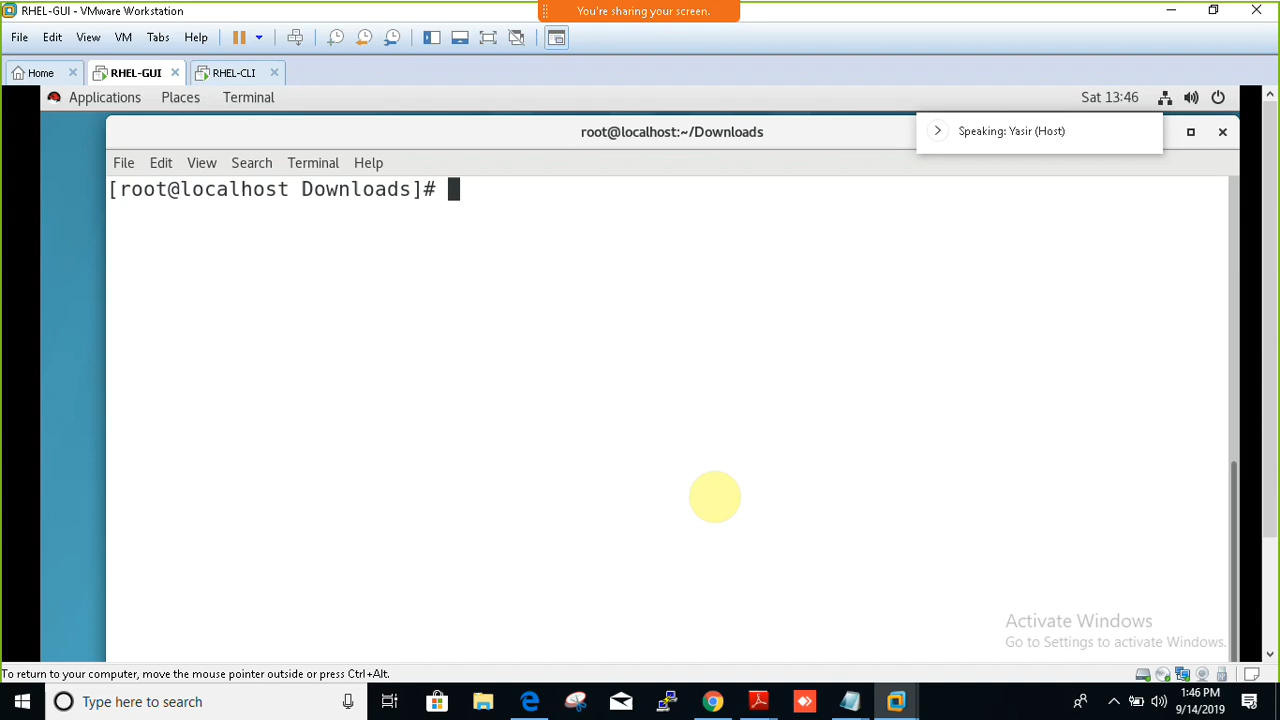 RHEL-GUI - VMware Workstation
You're sharing your screen.
File Edit View VM Tabs Help
Home RHEL-GUI RHEL-CLI
Applications Places Terminal Sat 13:46
root@localhost:~/Downloads
Speaking: Yasir (Host)
File Edit View Search Terminal Help
[root@localhost Downloads]#
Activate Windows
Go to Settings to activate Windows.
To return to your computer, move the mouse pointer outside or press Ctrl+Alt.
Type here to search
1:46 PM
9/14/2019